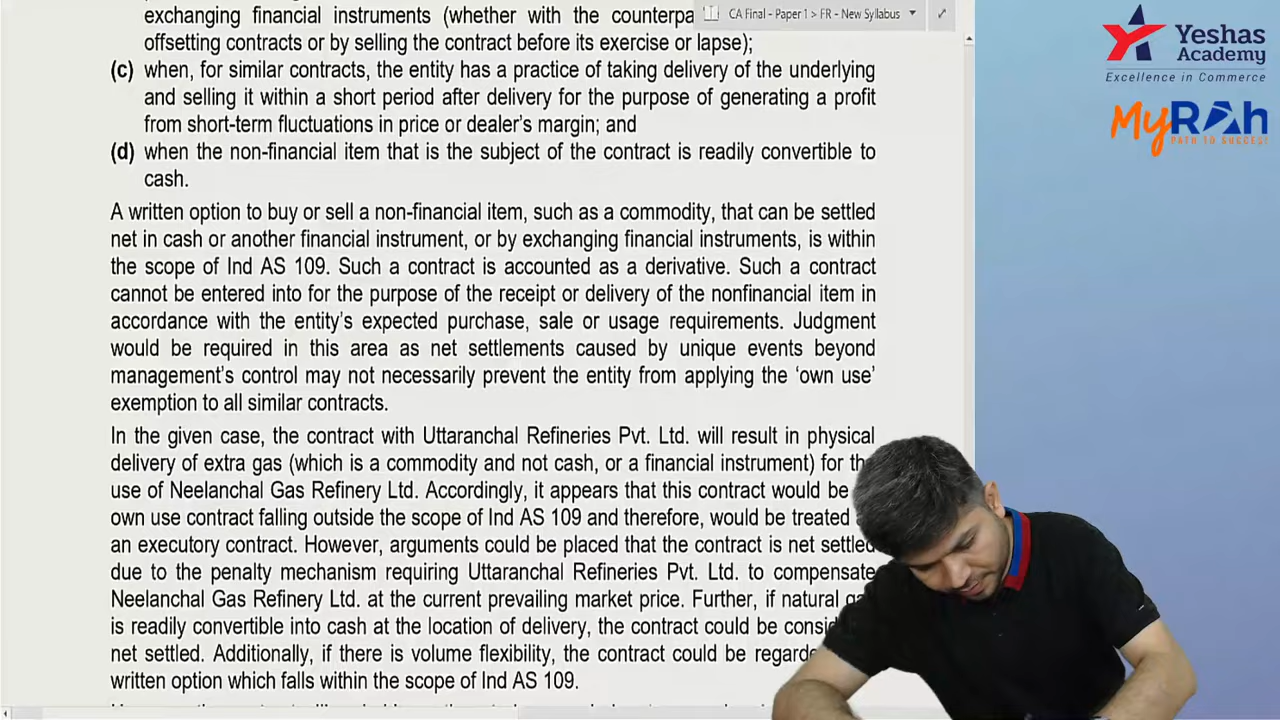 exchanging financial instruments (whether with the
offsetting contracts or by selling the contract before its exercise or lapse);
(c) when, for similar contracts, the entity has a practice of taking delivery of the underlying
and selling it within a short period after delivery for the purpose of generating a profit
from short-term fluctuations in price or dealer's margin; and
(d) when the non-financial item that is the subject of the contract is readily convertible to
cash.
A written option to buy or sell a non-financial item, such as a commodity, that can be settled
net in cash or another financial instrument, or by exchanging financial instruments, is within
the scope of Ind AS 109. Such a contract is accounted as a derivative. Such a contract
cannot be entered into for the purpose of the receipt or delivery of the nonfinancial item in
accordance with the entity's expected purchase, sale or usage requirements. Judgment
would be required in this area as net settlements caused by unique events beyond
management's control may not necessarily prevent the entity from applying the 'own use'
exemption to all similar contracts.
In the given case, the contract with Uttaranchal Refineries Pvt. Ltd. will result in physical
delivery of extra gas (which is a commodity and not cash, or a financial instrument) for
use of Neelanchal Gas Refinery Ltd. Accordingly, it appears that this contract would be
own use contract falling outside the scope of Ind AS 109 and therefore, would be treated
an executory contract. However, arguments could be placed that the contract is net settled
due to the penalty mechanism requiring Uttaranchal Refineries Pvt. Ltd. to compensate
Neelanchal Gas Refinery Ltd. at the current prevailing market price. Further, if natural
is readily convertible into cash at the location of delivery, the contract could be
net settled. Additionally, if there is volume flexibility, the contract could be
written option which falls within the scope of Ind AS 109.
CA Final - Paper 1 > FR - New Syllabus
Yeshas
Academy
Excellence in Commerce
MyRAh
PATH TO SUCCESS